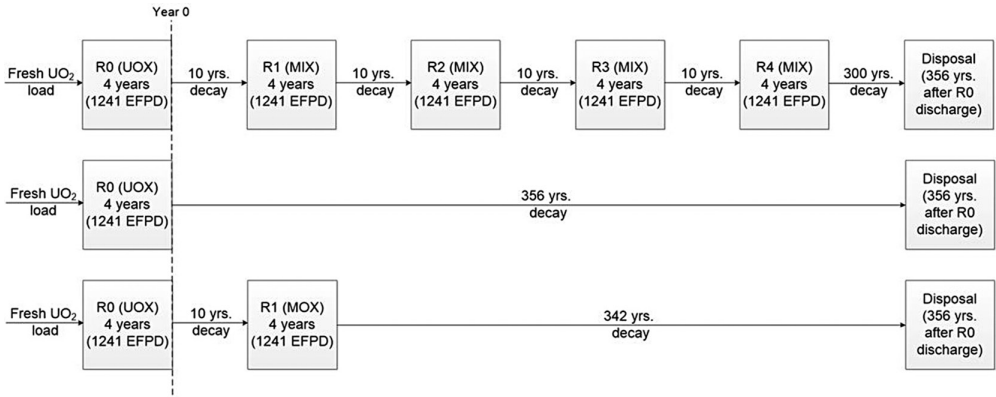 Year 0
Fresh UO2
load
R0 (UOX)
4 years
(1241 EFPD)
10 yrs.
decay
R1 (MIX)
4 years
(1241 EFPD)
10 yrs.
decay
R2 (MIX)
4 years
(1241 EFPD)
10 yrs.
decay
R3 (MIX)
4 years
(1241 EFPD)
10 yrs.
decay
R4 (MIX)
4 years
(1241 EFPD)
300 yrs.
decay
Disposal
(356 yrs.
after R0
discharge)
Fresh UO2
load
R0 (UOX)
4 years
(1241 EFPD)
356 yrs.
decay
Disposal
(356 yrs.
after R0
discharge)
Fresh UO2
load
R0 (UOX)
4 years
(1241 EFPD)
10 yrs.
decay
R1 (MOX)
4 years
(1241 EFPD)
342 yrs.
decay
Disposal
(356 yrs.
after R0
discharge)